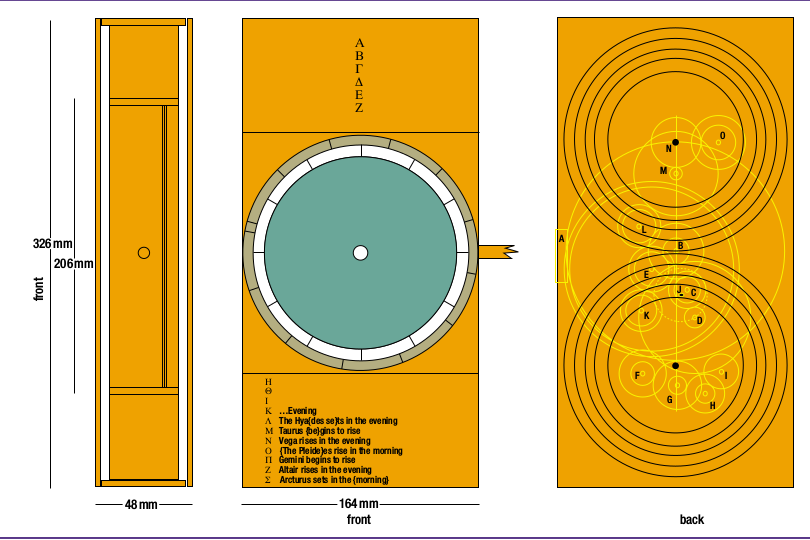 326 mm
206 mm
front
48 mm
Α
Β
Γ
Δ
Ε
Ζ
Η
Θ
Ι
Κ ...Evening
Λ The Hya{des se}ts in the evening
Μ Taurus {be}gins to rise
Ν Vega rises in the evening
Ο {The Pleide}es rise in the morning
Π Gemini begins to rise
Ζ Altair rises in the evening
Σ Arcturus sets in the {morning}
164 mm
front
O
N
M
L
A
B
E
J
C
K
D
F
I
G
H
back